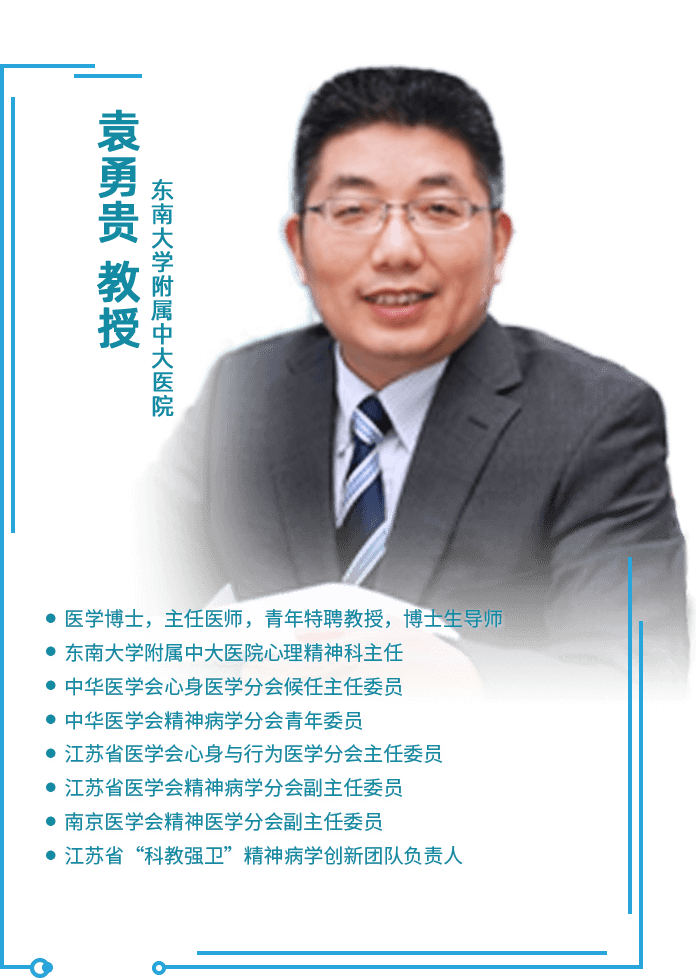 袁勇贵 教授
东南大学附属中大医院
医学博士，主任医师，青年特聘教授，博士生导师
东南大学附属中大医院心理精神科主任
中华医学会心身医学分会候任主任委员
中华医学会精神病学分会青年委员
江苏省医学会心身与行为医学分会主任委员
江苏省医学会精神病学分会副主任委员
南京医学会精神医学分会副主任委员
江苏省“科教强卫”精神病学创新团队负责人